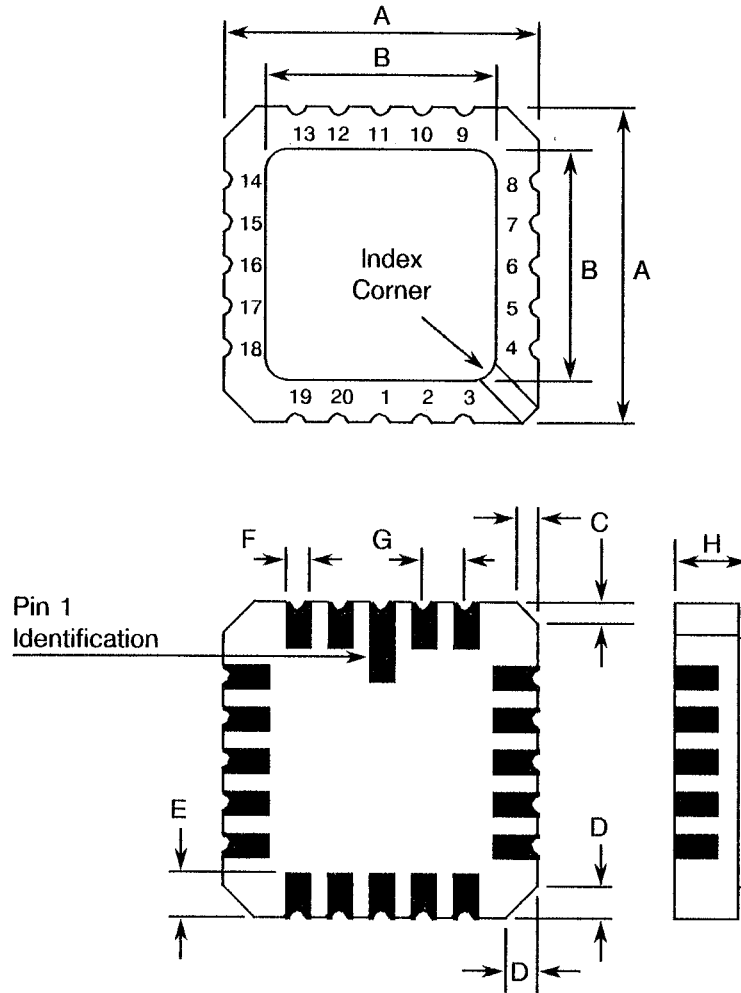 A
B
13 12 11 10 9
14 8
15 7
16 Index 6 B A
Corner
17 5
18 4
19 20 1 2 3
F G C H
Pin 1
Identification
E D
D